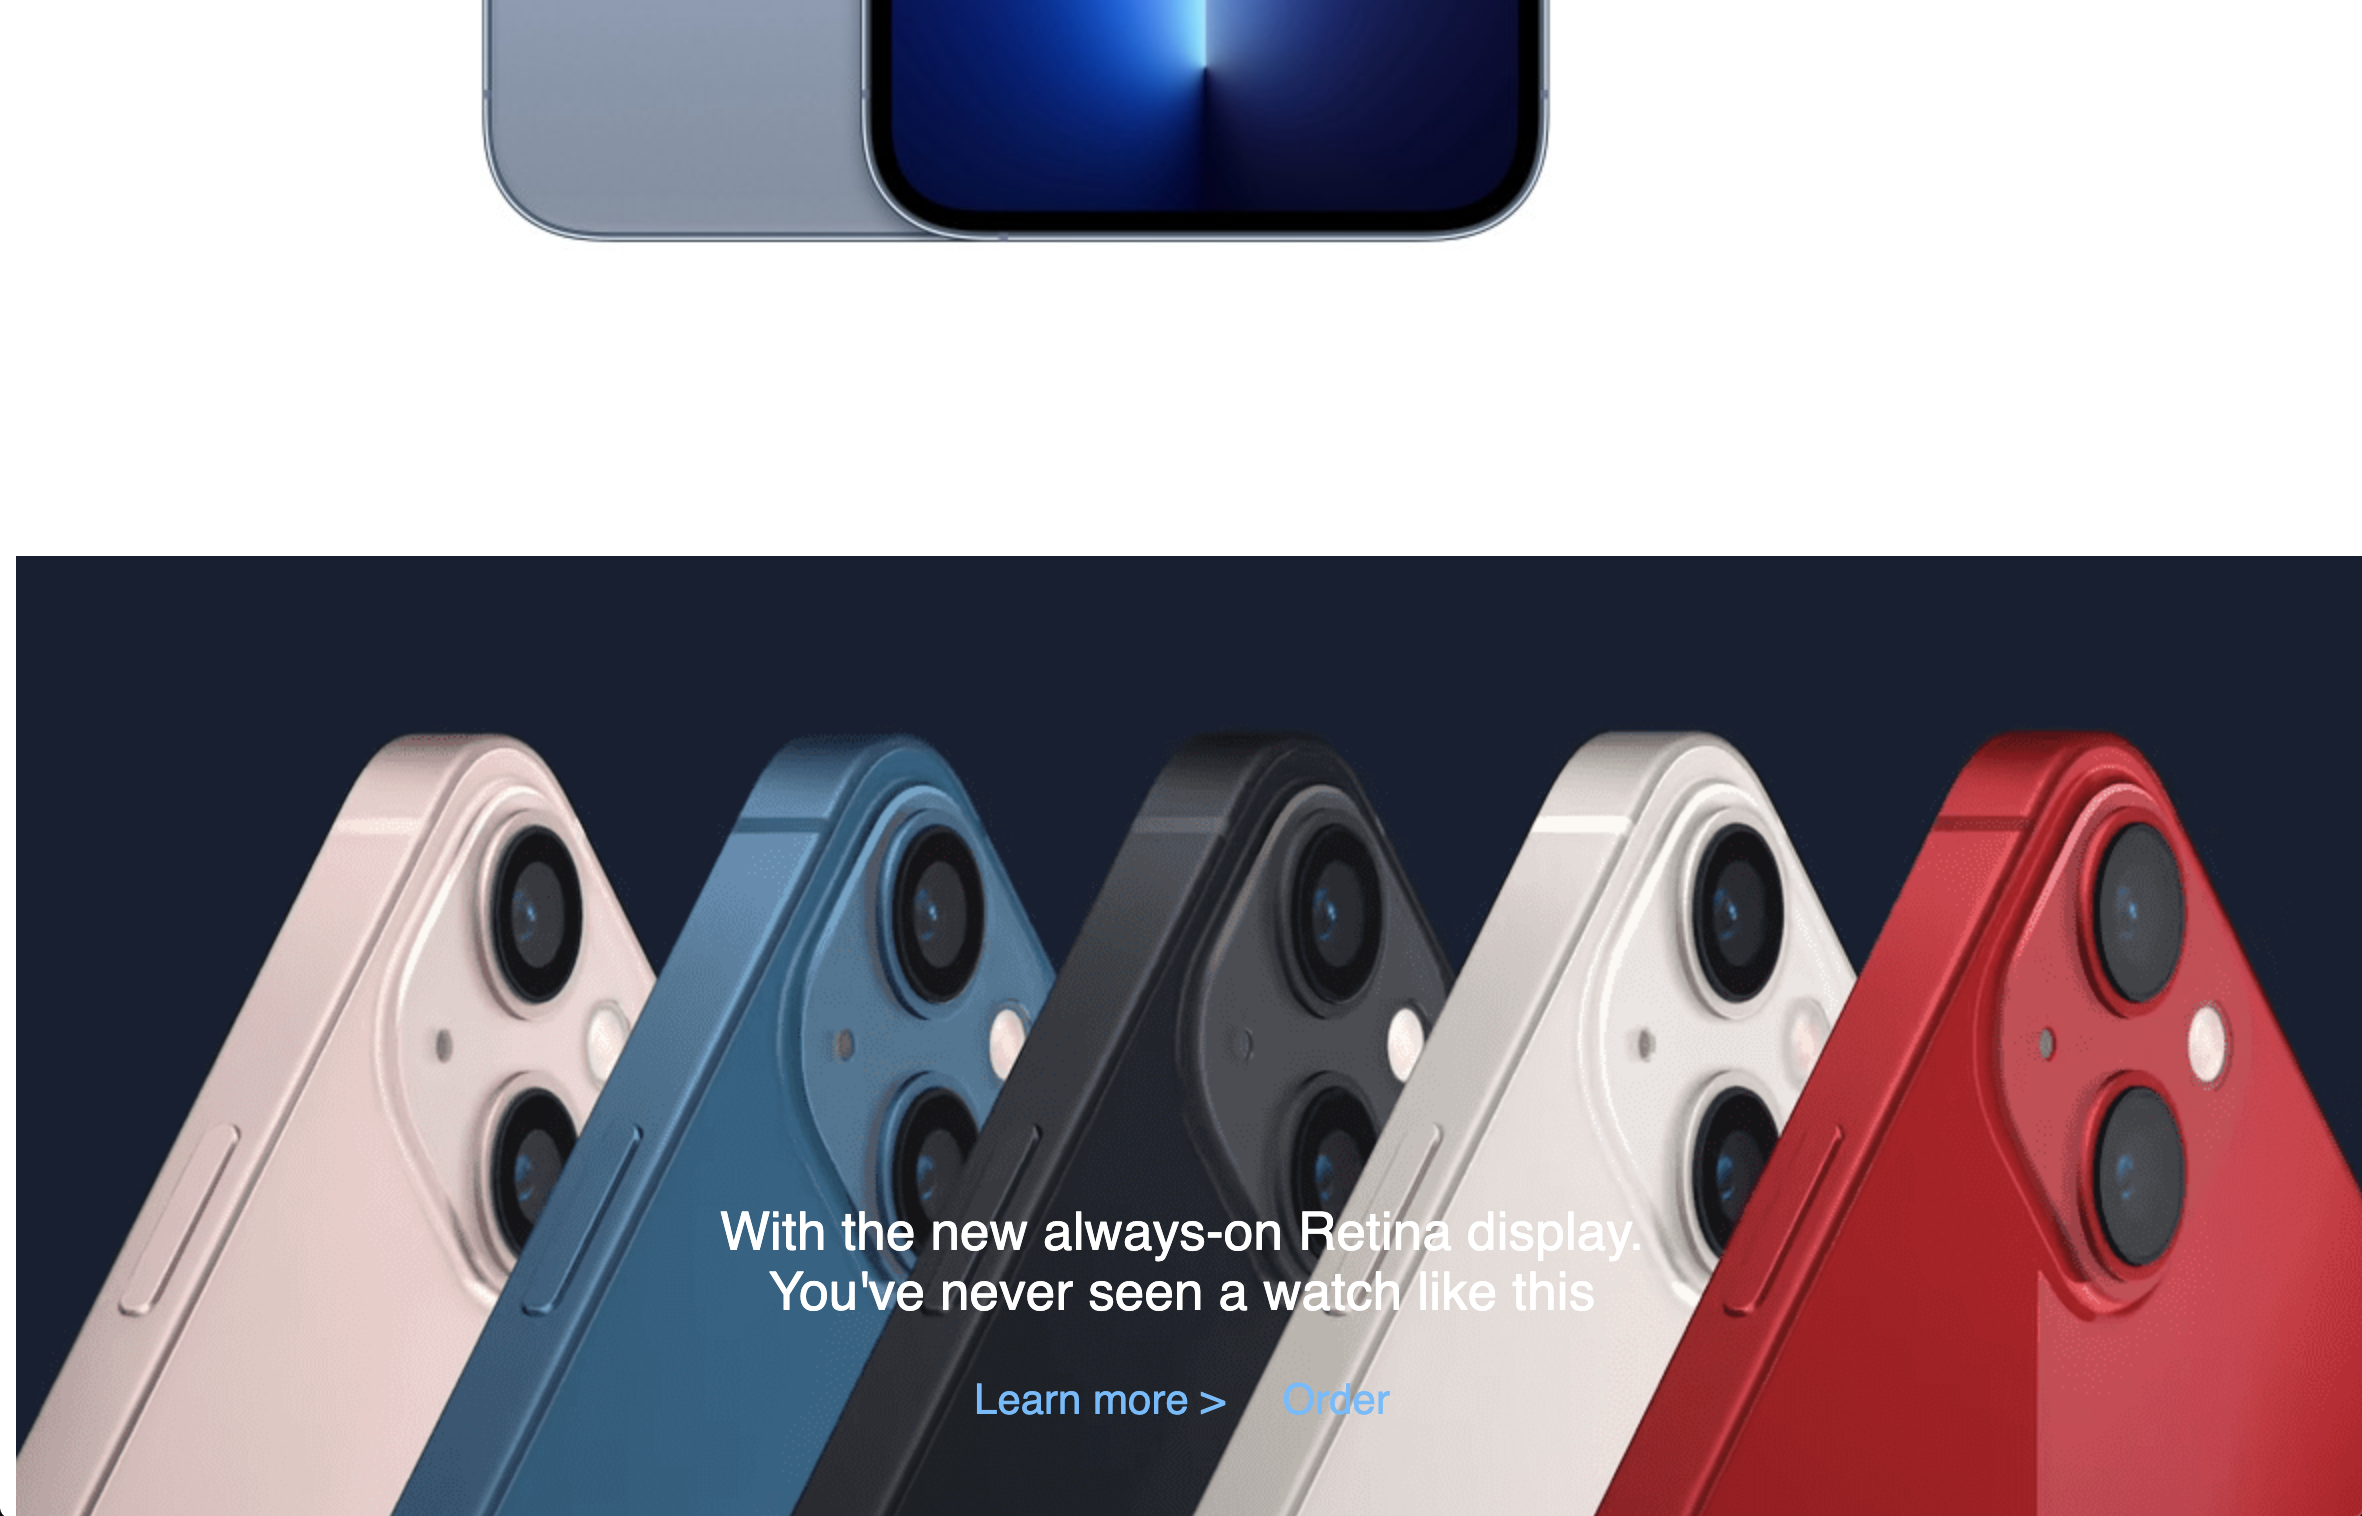 With the new always-on Retina display.
You've never seen a watch like this
Learn more > Order